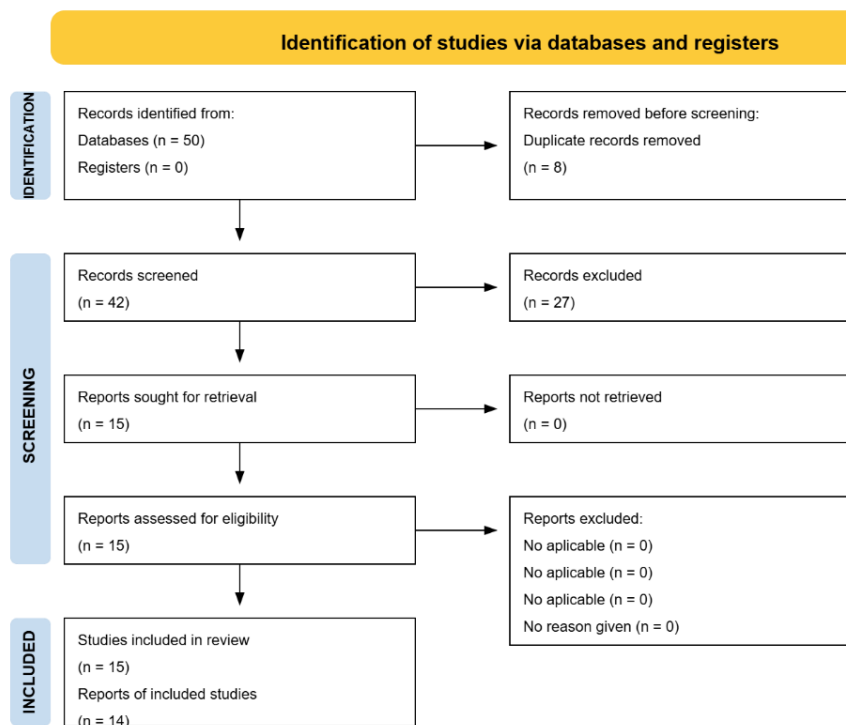 Identification of studies via databases and registers
IDENTIFICATION
Records identified from:
Databases (n = 50)
Registers (n = 0)
Records removed before screening:
Duplicate records removed
(n = 8)
SCREENING
Records screened
(n = 42)
Records excluded
(n = 27)
Reports sought for retrieval
(n = 15)
Reports not retrieved
(n = 0)
Reports assessed for eligibility
(n = 15)
Reports excluded:
No aplicable (n = 0)
No aplicable (n = 0)
No aplicable (n = 0)
No reason given (n = 0)
INCLUDED
Studies included in review
(n = 15)
Reports of included studies
(n = 14)